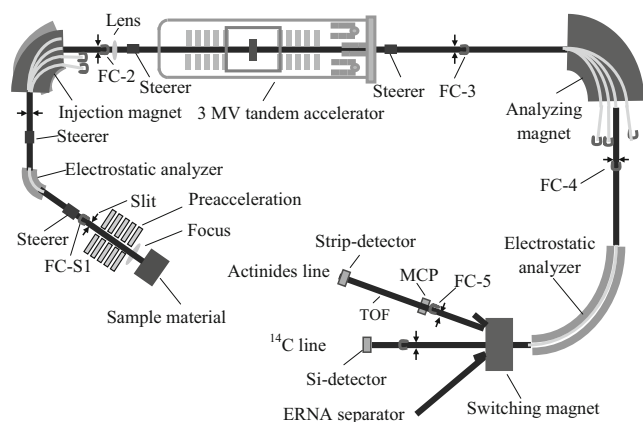 Lens
FC-2
Steerer
Injection magnet
3 MV tandem accelerator
Steerer
FC-3
Analyzing
magnet
Steerer
Electrostatic analyzer
Slit
Preacceleration
Steerer
FC-S1
Focus
Sample material
FC-4
Electrostatic
analyzer
Strip-detector
Actinides line
MCP
FC-5
TOF
¹⁴C line
Si-detector
ERNA separator
Switching magnet